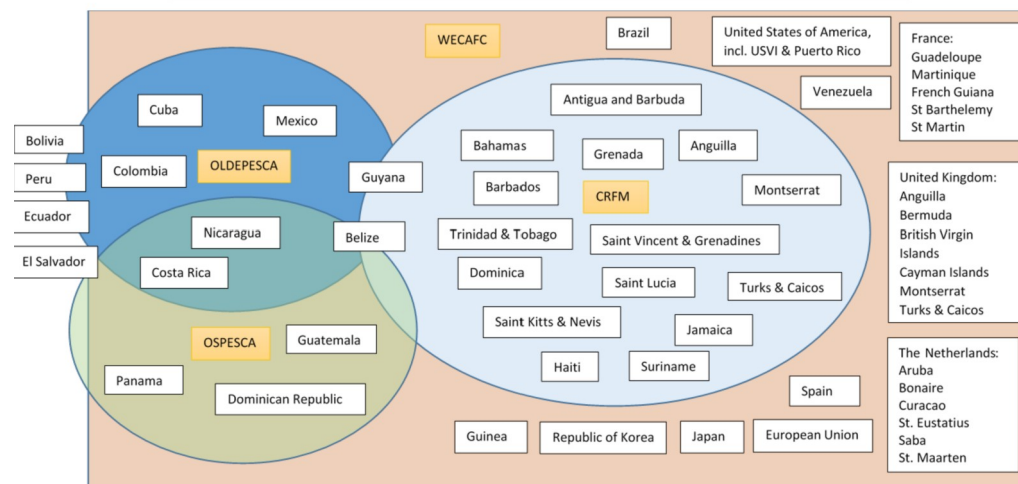 WECAFC
Brazil
United States of America,
incl. USVI & Puerto Rico
France:
Guadeloupe
Martinique
French Guiana
St Barthelemy
St Martin
Venezuela
Cuba
Mexico
Bolivia
Colombia
OLDEPESCA
Peru
Guyana
Ecuador
Nicaragua
Belize
El Salvador
Costa Rica
Antigua and Barbuda
Bahamas
Grenada
Anguilla
Barbados
CRFM
Montserrat
Trinidad & Tobago
Saint Vincent & Grenadines
Dominica
Saint Lucia
Turks & Caicos
Saint Kitts & Nevis
Jamaica
Haiti
Suriname
United Kingdom:
Anguilla
Bermuda
British Virgin
Islands
Cayman Islands
Montserrat
Turks & Caicos
OSPESCA
Guatemala
Panama
Dominican Republic
The Netherlands:
Aruba
Bonaire
Curacao
St. Eustatius
Saba
St. Maarten
Spain
Guinea
Republic of Korea
Japan
European Union